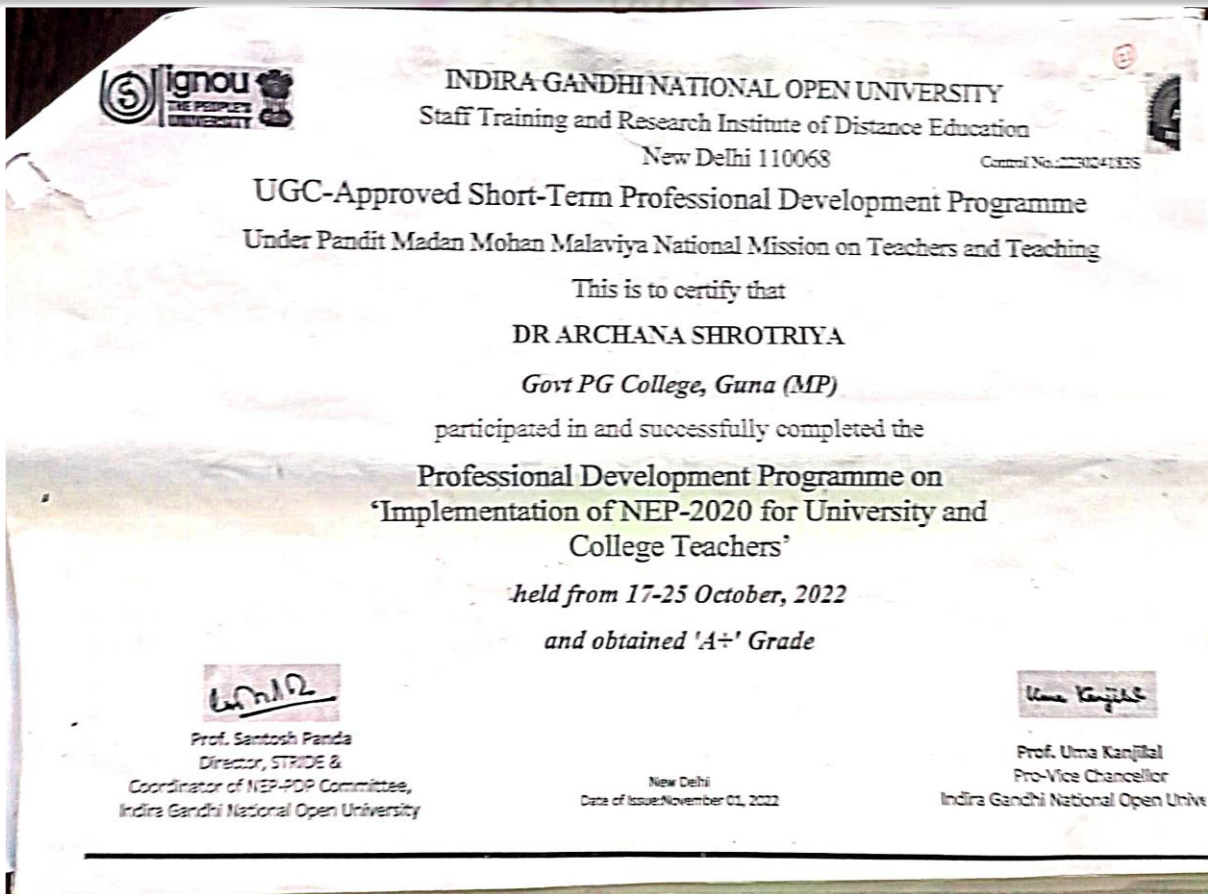 ignou
THE PEOPLE'S
UNIVERSITY
INDIRA GANDHI NATIONAL OPEN UNIVERSITY
Staff Training and Research Institute of Distance Education
New Delhi 110068
Control No.:
UGC-Approved Short-Term Professional Development Programme
Under Pandit Madan Mohan Malaviya National Mission on Teachers and Teaching
This is to certify that
DR ARCHANA SHROTRIYA
Govt PG College, Guna (MP)
participated in and successfully completed the
Professional Development Programme on
‘Implementation of NEP-2020 for University and
College Teachers’
held from 17-25 October, 2022
and obtained 'A+' Grade
Prof. Santosh Panda
Director, STRIDE &
Coordinator of NEP-PDP Committee,
Indira Gandhi National Open University
New Delhi
Date of Issue:November 01, 2022
Uma Kanjilal
Prof. Uma Kanjilal
Pro-Vice Chancellor
Indira Gandhi National Open Unive